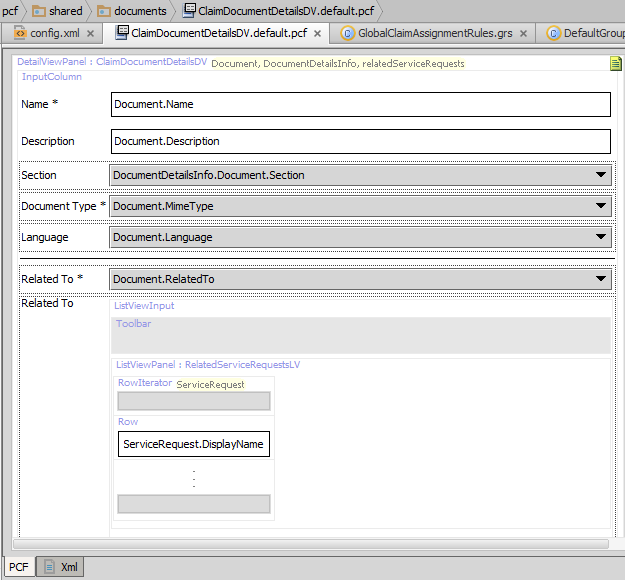 pcf shared documents ClaimDocumentDetailsDV.default.pcf
config.xml ClaimDocumentDetailsDV.default.pcf GlobalClaimAssignmentRules.grs DefaultGroup
DetailViewPanel : ClaimDocumentDetailsDV Document, DocumentDetailsInfo, relatedServiceRequests
InputColumn
Name * Document.Name
Description Document.Description
Section DocumentDetailsInfo.Document.Section
Document Type * Document.MimeType
Language Document.Language
Related To * Document.RelatedTo
Related To ListViewInput
Toolbar
ListViewPanel : RelatedServiceRequestsLV
RowIterator ServiceRequest
Row
ServiceRequest.DisplayName
PCF Xml